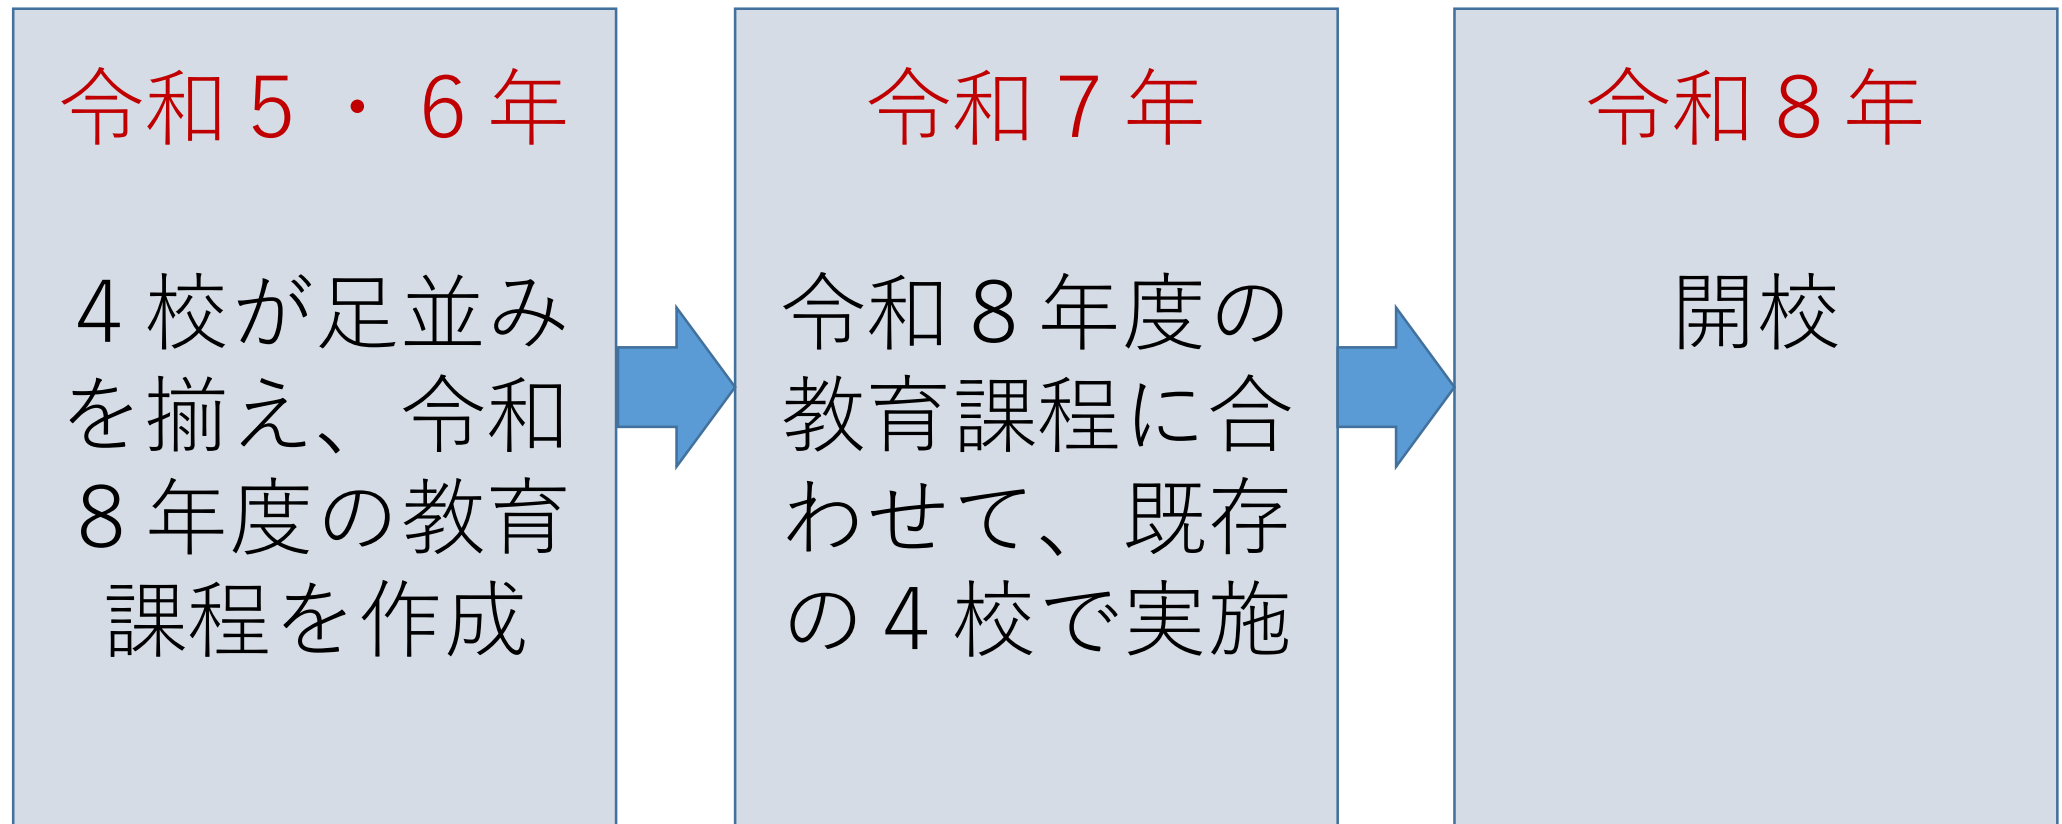 令和５・６年
４校が足並み
を揃え、令和
８年度の教育
課程を作成
令和７年
令和８年度の
教育課程に合
わせて、既存
の４校で実施
令和８年
開校